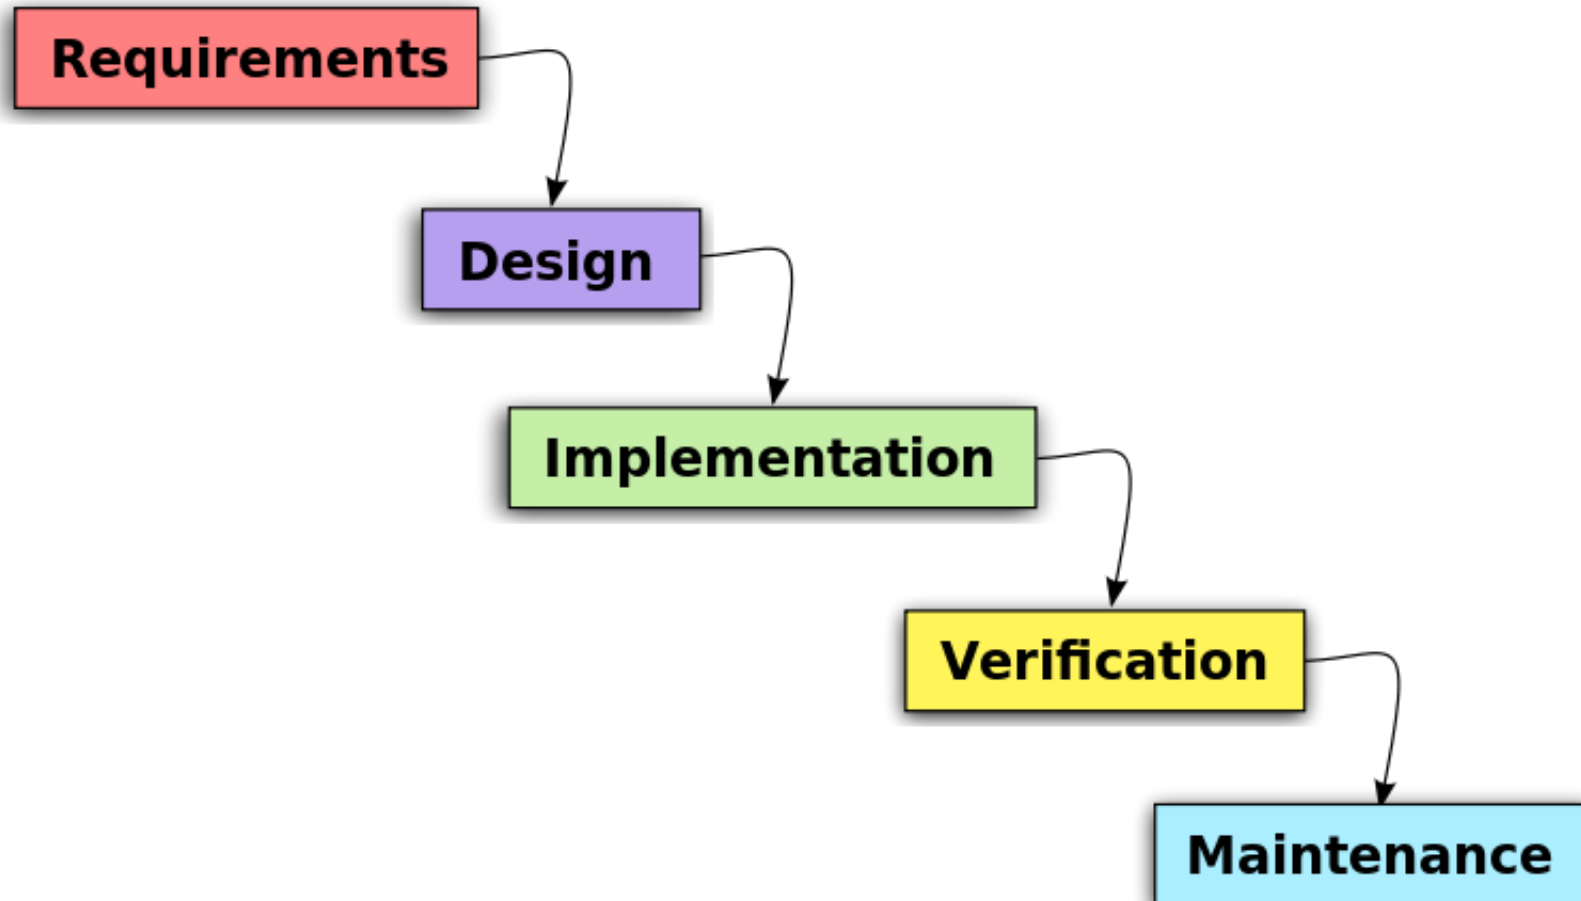 Requirements
Design
Implementation
Verification
Maintenance